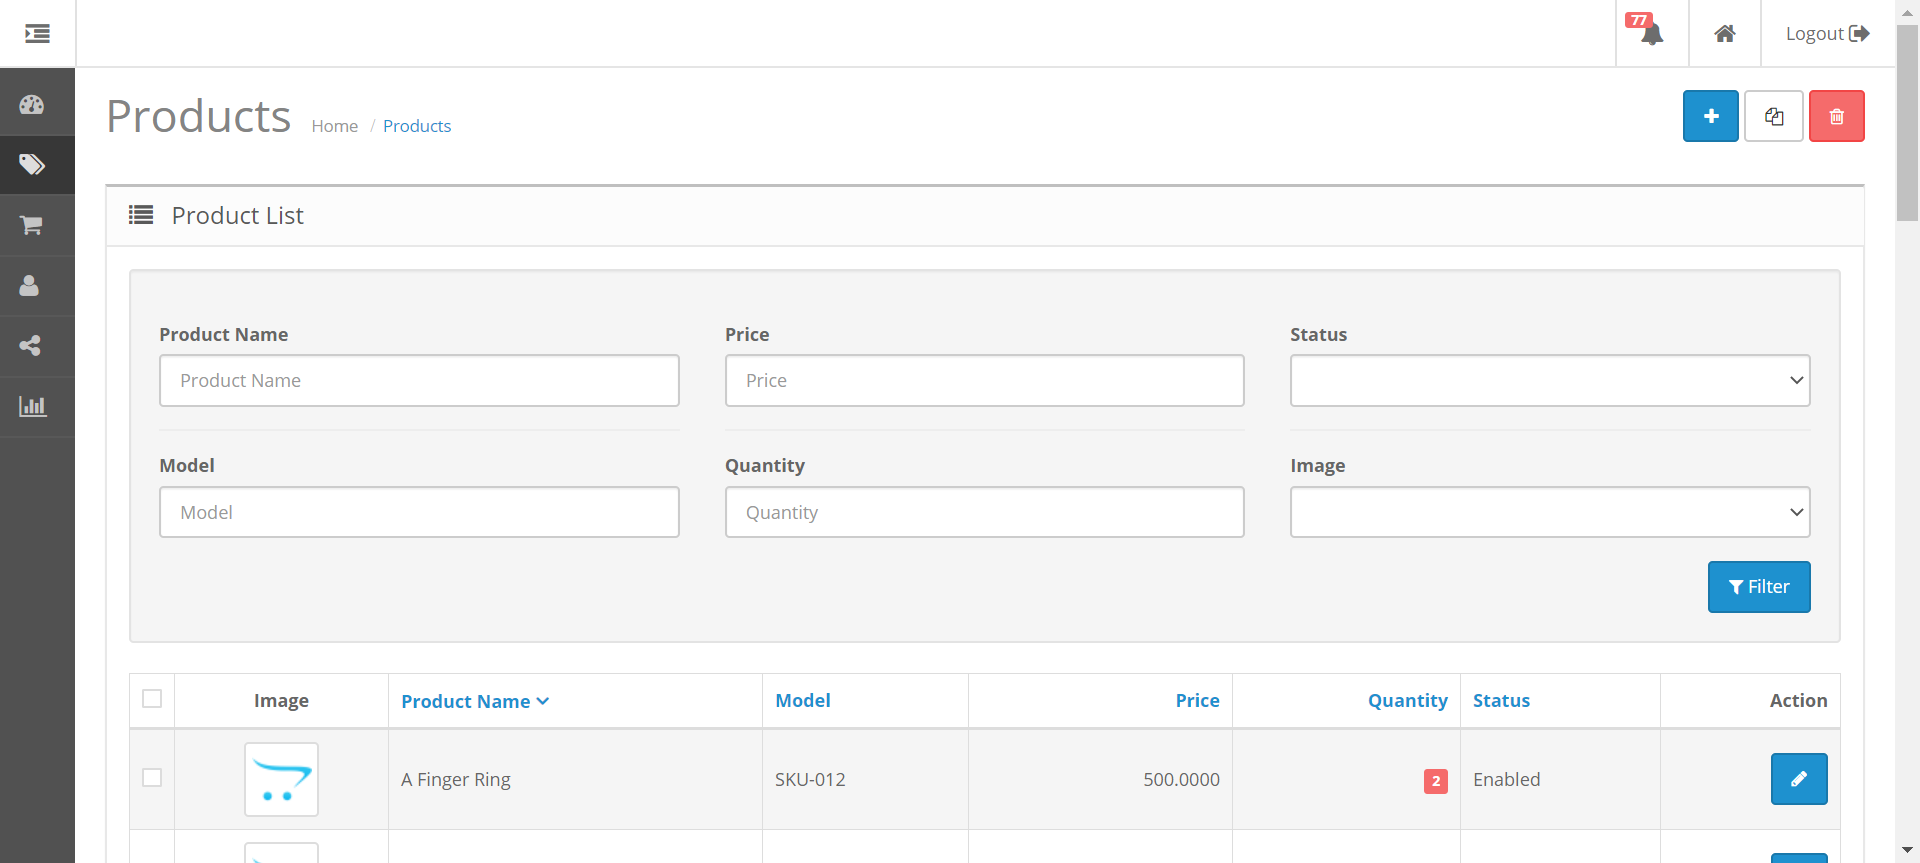 77
Logout
Products Home / Products
Product List
Product Name Price Status
Product Name Price
Model Quantity Image
Model Quantity
Filter
Image Product Name Model Price Quantity Status Action
A Finger Ring SKU-012 500.0000 2 Enabled